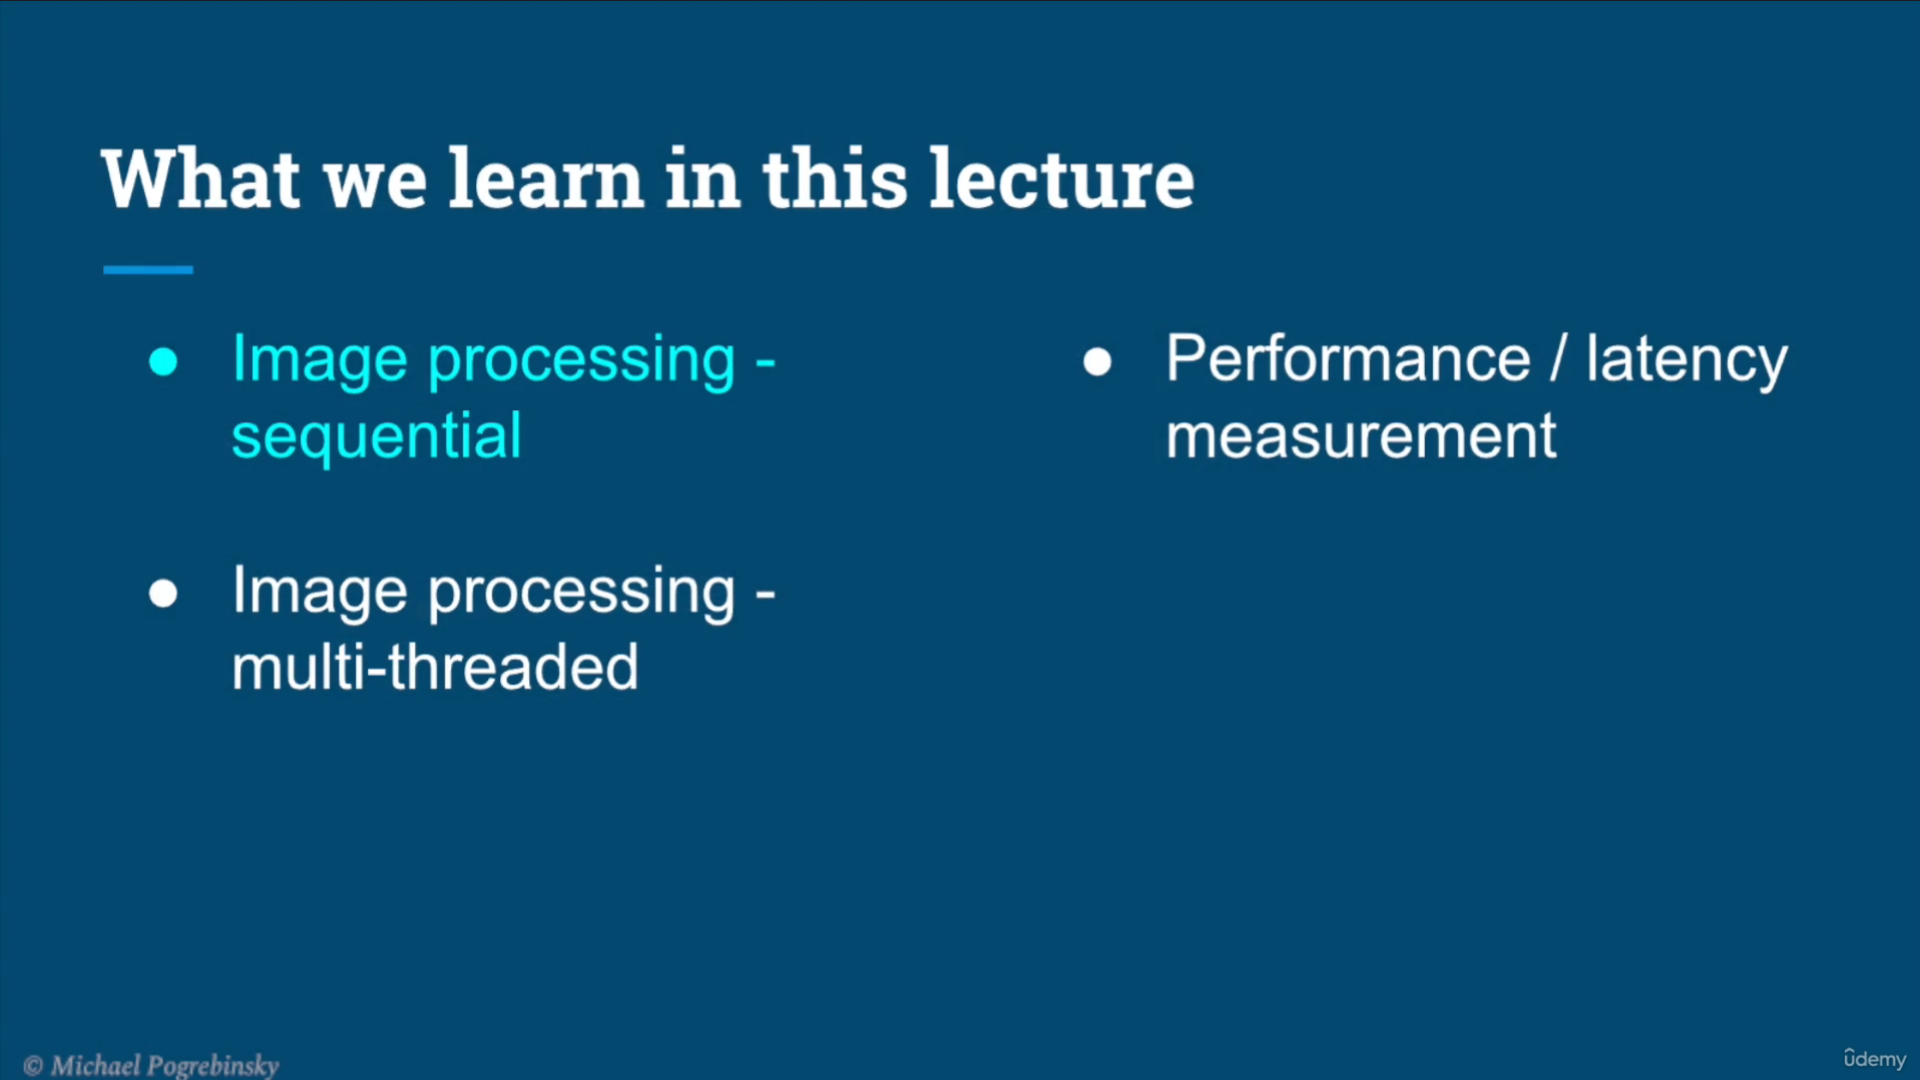 What we learn in this lecture
● Image processing -
sequential
● Image processing -
multi-threaded
● Performance / latency
measurement
© Michael Pogrebinsky
ûdemy